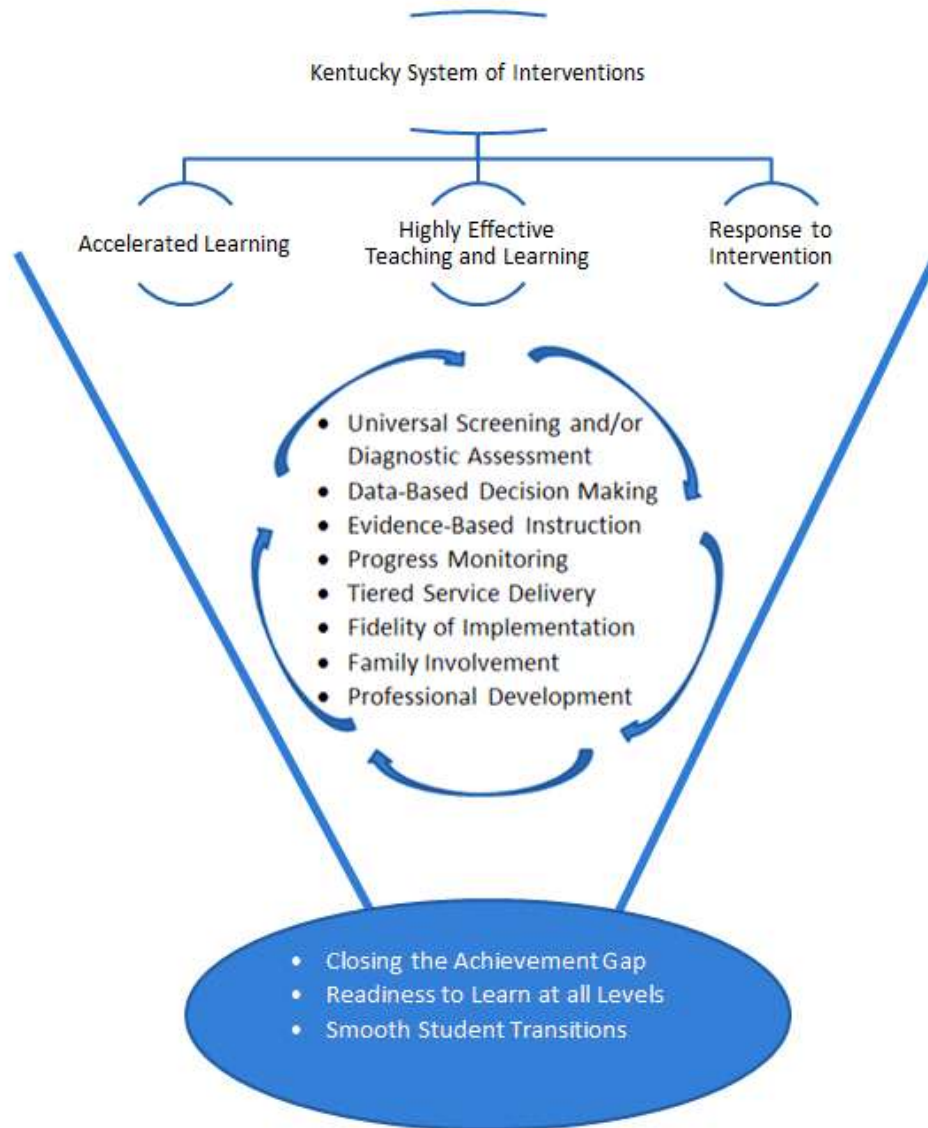 Kentucky System of Interventions
Accelerated Learning
Highly Effective
Teaching and Learning
Response to
Intervention
• Universal Screening and/or
Diagnostic Assessment
• Data-Based Decision Making
• Evidence-Based Instruction
• Progress Monitoring
• Tiered Service Delivery
• Fidelity of Implementation
• Family Involvement
• Professional Development
• Closing the Achievement Gap
• Readiness to Learn at all Levels
• Smooth Student Transitions